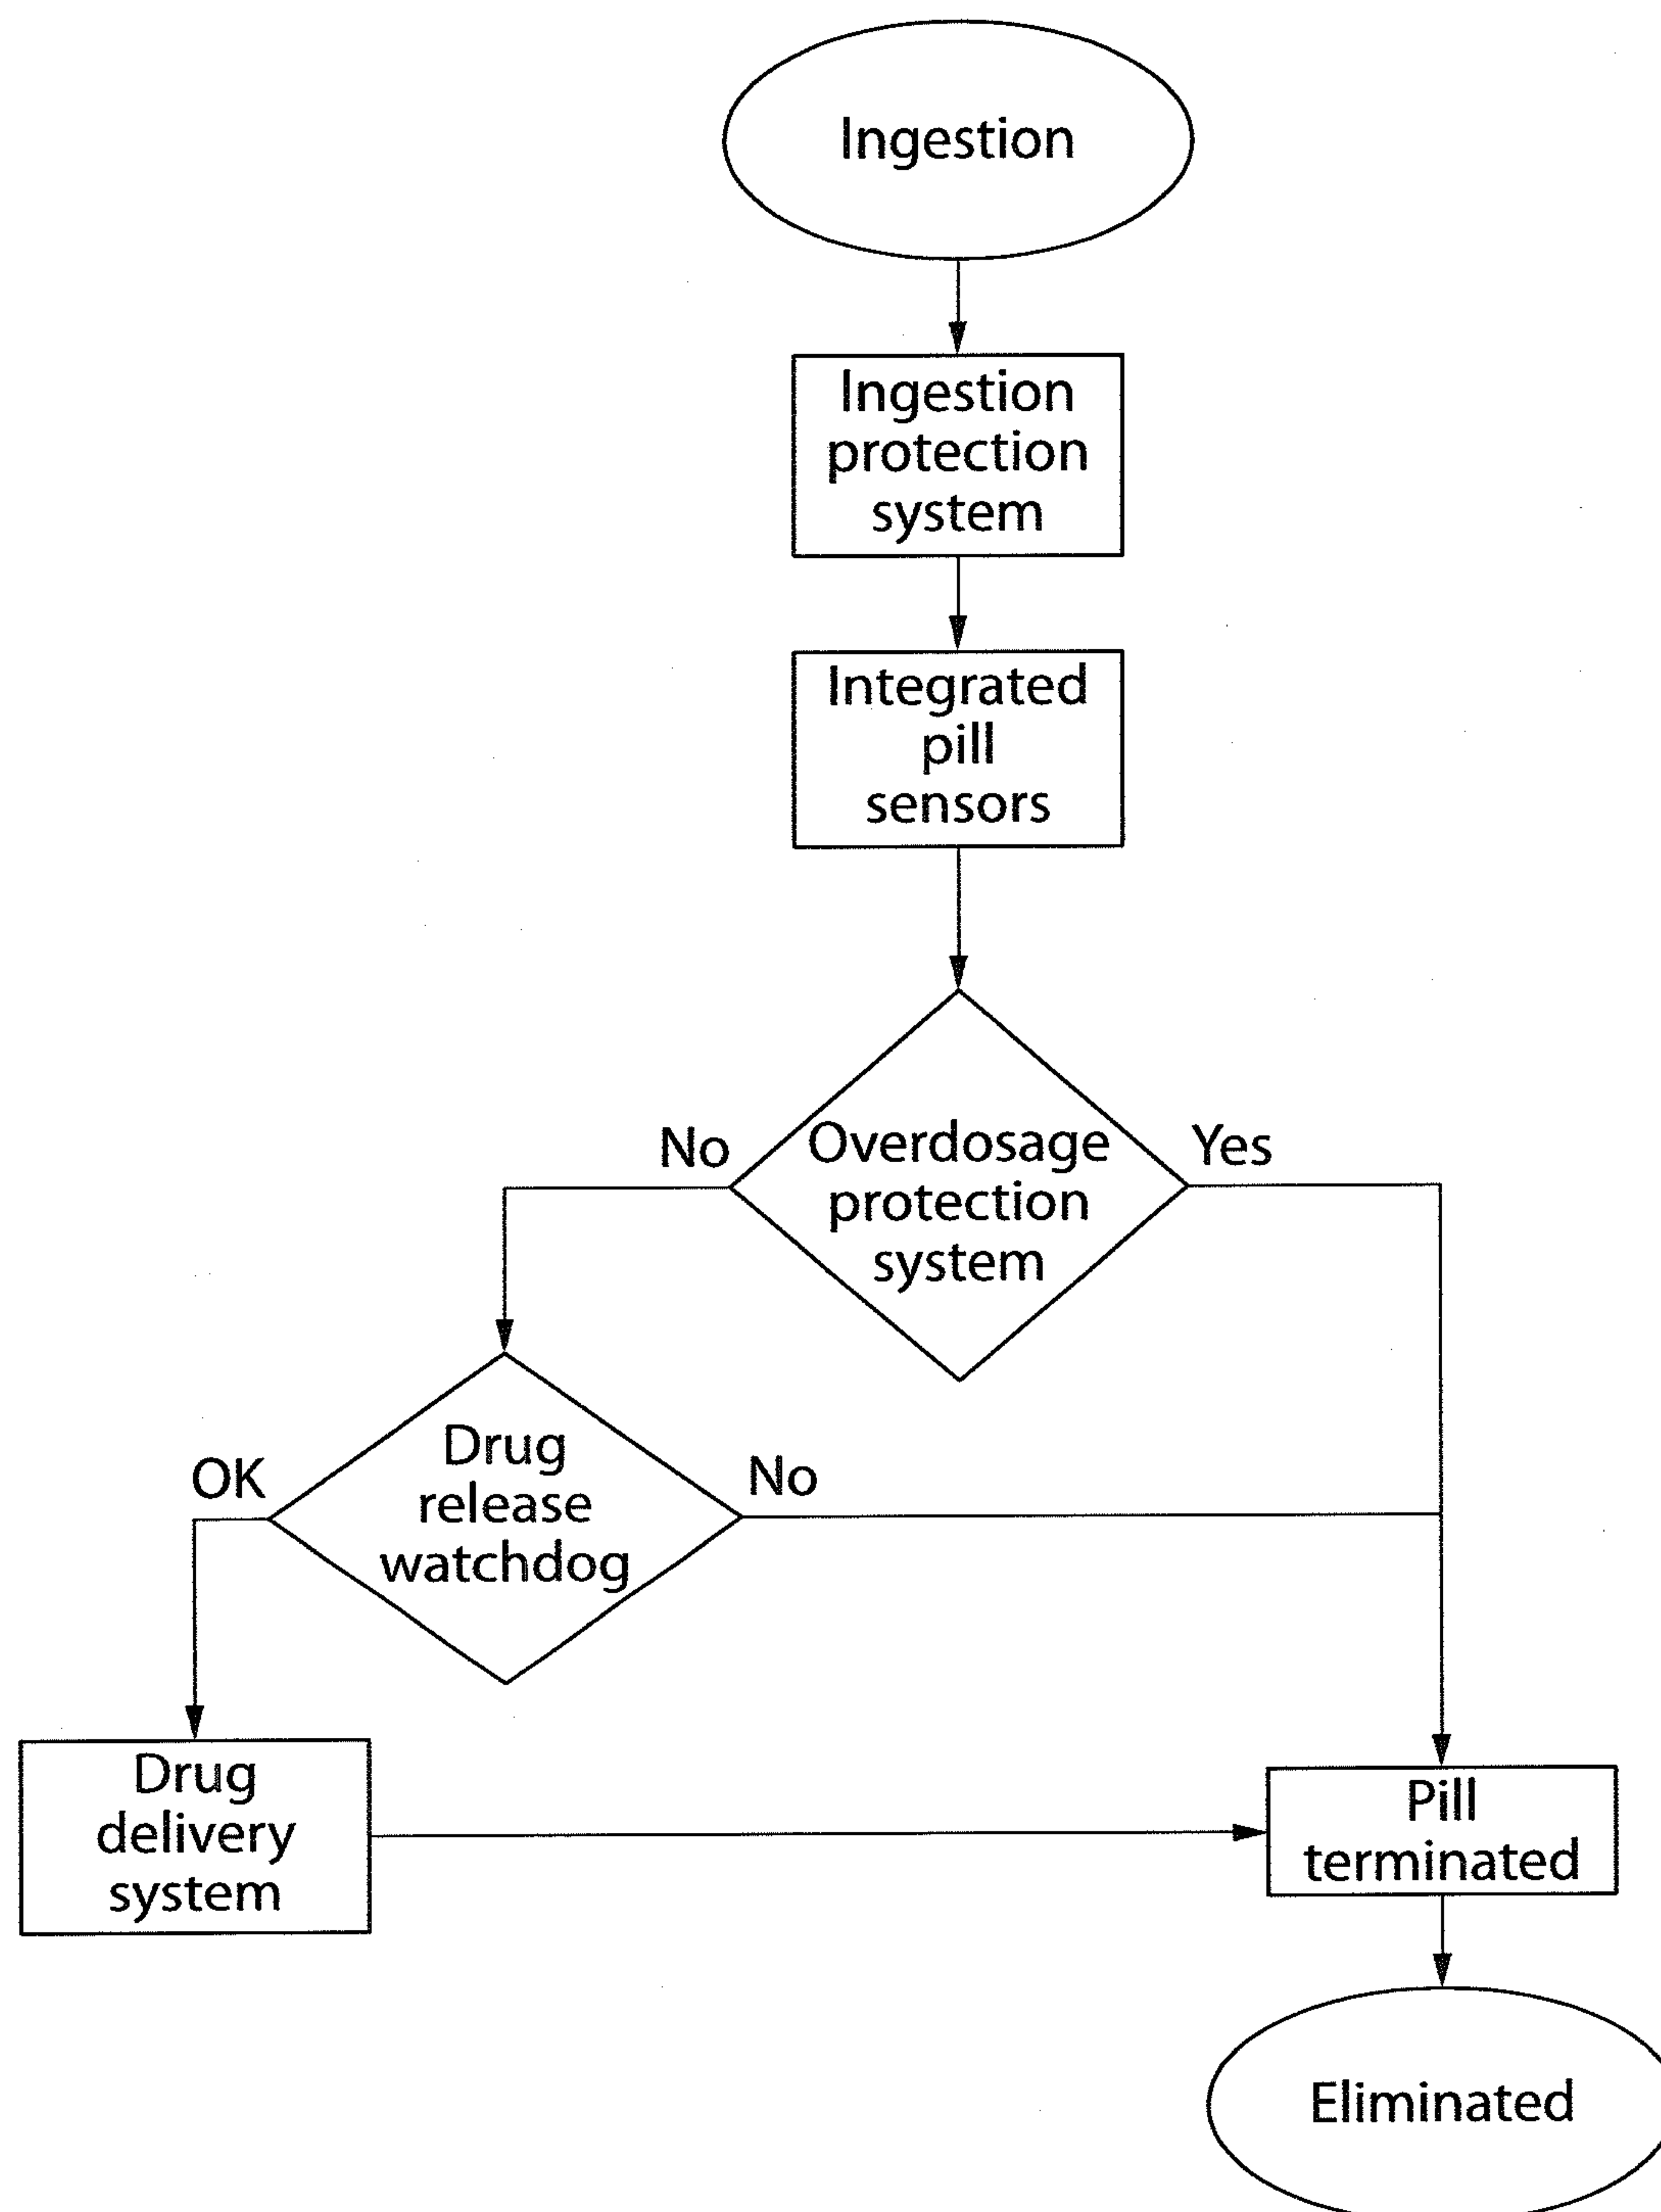 Ingestion
Ingestion
protection
system
Integrated
pill
sensors
No
Overdosage
protection
system
Yes
OK
Drug
release
watchdog
No
Drug
delivery
system
Pill
terminated
Eliminated